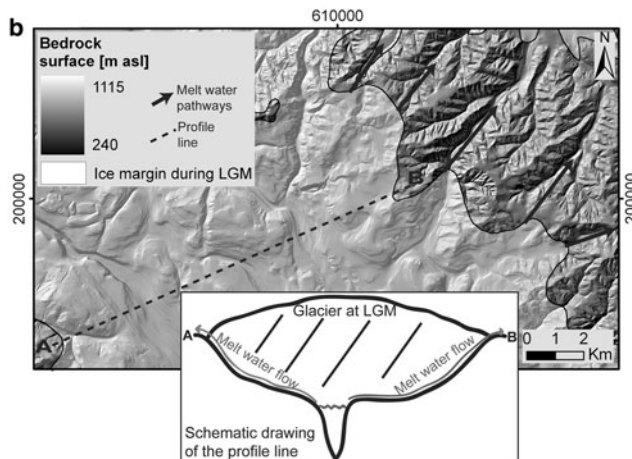 b
610000
Bedrock
surface [m asl]
1115
240
Melt water
pathways
Profile
line
Ice margin during LGM
N
200000
200000
B
A
Glacier at LGM
A
B
Melt water flow
Melt water flow
Schematic drawing
of the profile line
0 1 2
Km